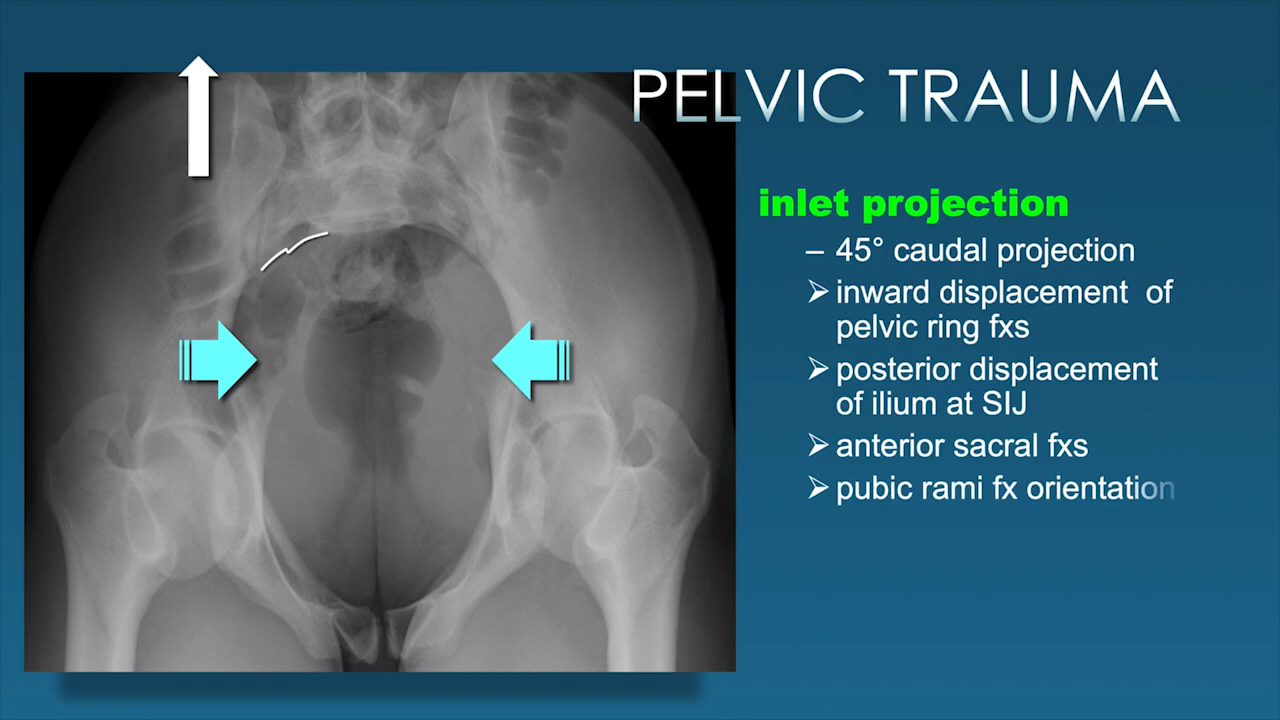 PELVIC TRAUMA
inlet projection
– 45° caudal projection
➢ inward displacement of
pelvic ring fxs
➢ posterior displacement
of ilium at SIJ
➢ anterior sacral fxs
➢ pubic rami fx orientation